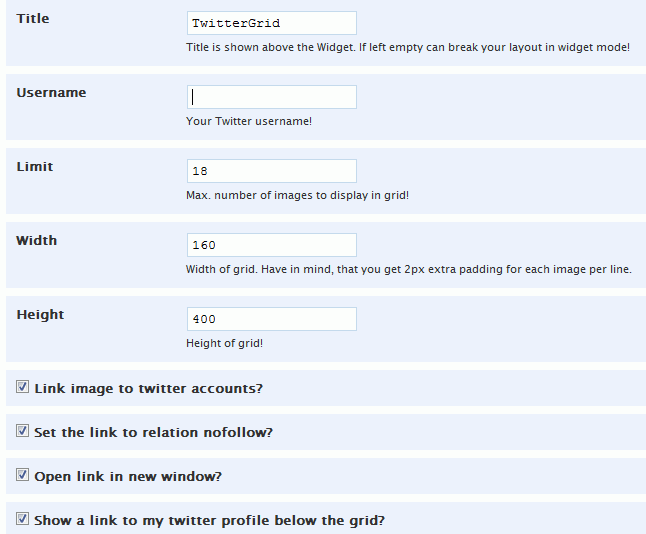 Title
TwitterGrid
Title is shown above the Widget. If left empty can break your layout in widget mode!
Username
Your Twitter username!
Limit
18
Max. number of images to display in grid!
Width
160
Width of grid. Have in mind, that you get 2px extra padding for each image per line.
Height
400
Height of grid!
Link image to twitter accounts?
Set the link to relation nofollow?
Open link in new window?
Show a link to my twitter profile below the grid?